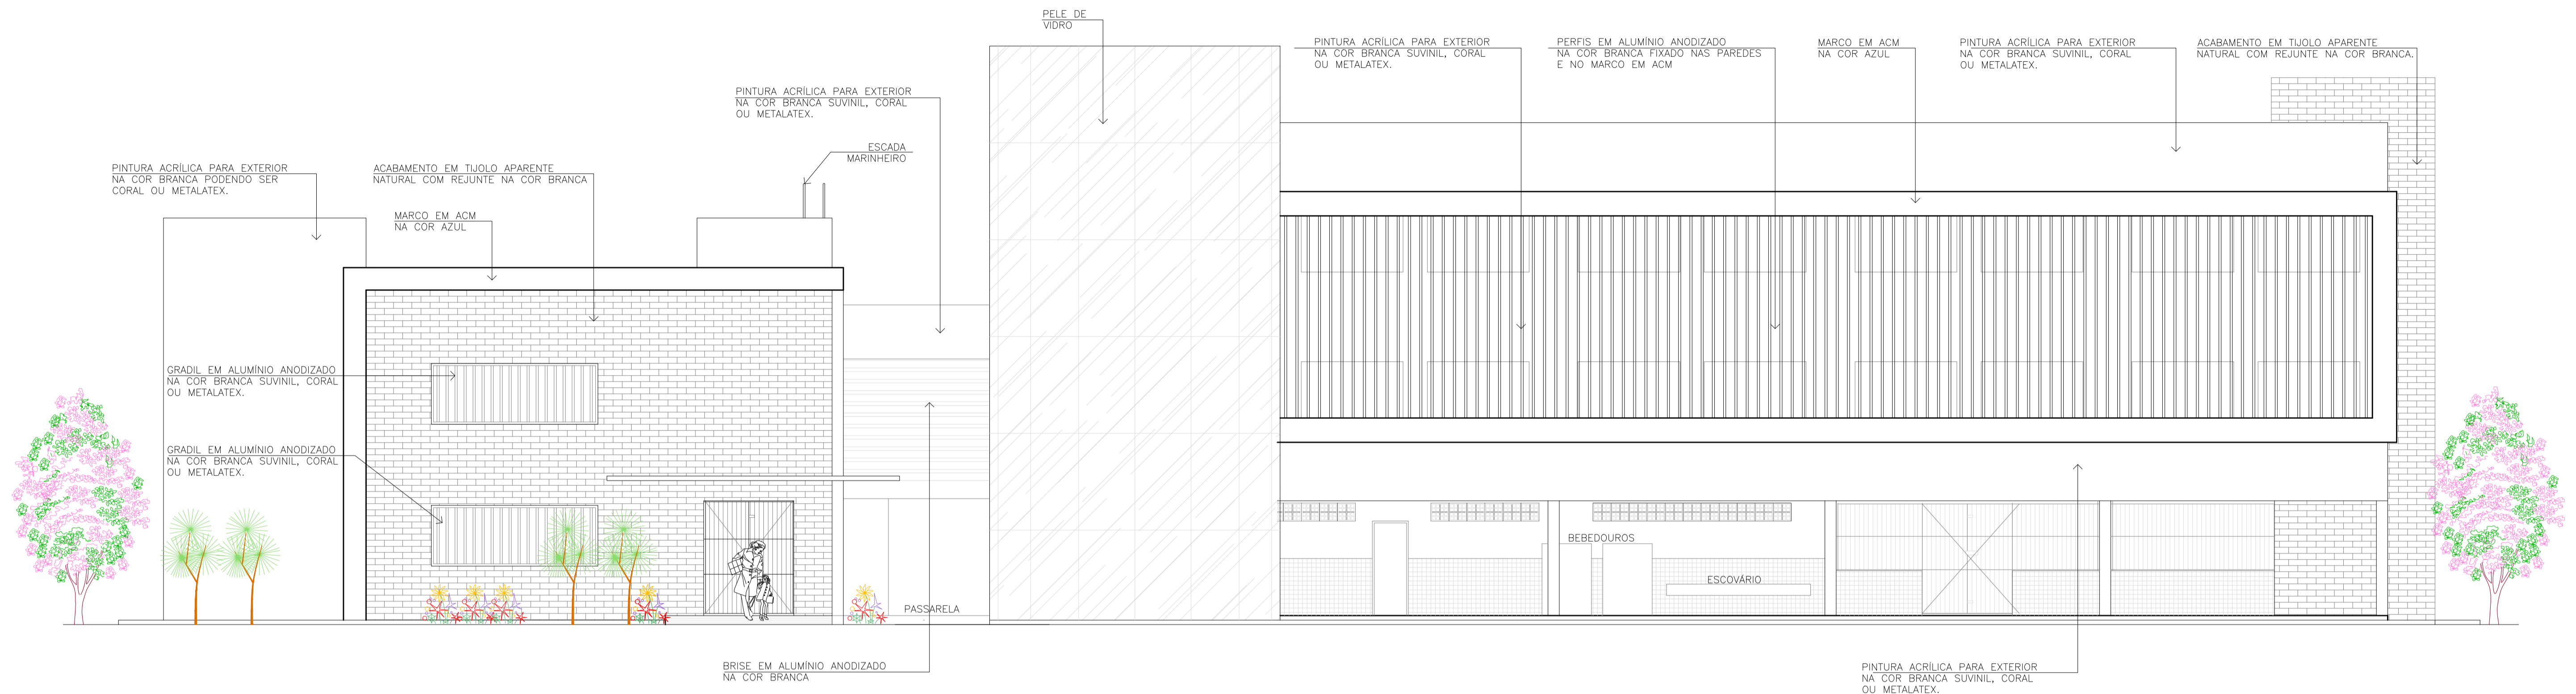 PELE DE
VIDRO
PINTURA ACRÍLICA PARA EXTERIOR
NA COR BRANCA SUVINIL, CORAL
OU METALATEX.
PERFIS EM ALUMÍNIO ANODIZADO
NA COR BRANCA FIXADO NAS PAREDES
E NO MARCO EM ACM
MARCO EM ACM
NA COR AZUL
PINTURA ACRÍLICA PARA EXTERIOR
NA COR BRANCA SUVINIL, CORAL
OU METALATEX.
ACABAMENTO EM TIJOLO APARENTE
NATURAL COM REJUNTE NA COR BRANCA.
PINTURA ACRÍLICA PARA EXTERIOR
NA COR BRANCA SUVINIL, CORAL
OU METALATEX.
ESCADA
MARINHEIRO
PINTURA ACRÍLICA PARA EXTERIOR
NA COR BRANCA PODENDO SER
CORAL OU METALATEX.
ACABAMENTO EM TIJOLO APARENTE
NATURAL COM REJUNTE NA COR BRANCA
MARCO EM ACM
NA COR AZUL
GRADIL EM ALUMÍNIO ANODIZADO
NA COR BRANCA SUVINIL, CORAL
OU METALATEX.
GRADIL EM ALUMÍNIO ANODIZADO
NA COR BRANCA SUVINIL, CORAL
OU METALATEX.
BEBEDOUROS
ESCOVÁRIO
PASSARELA
BRISE EM ALUMÍNIO ANODIZADO
NA COR BRANCA
PINTURA ACRÍLICA PARA EXTERIOR
NA COR BRANCA SUVINIL, CORAL
OU METALATEX.